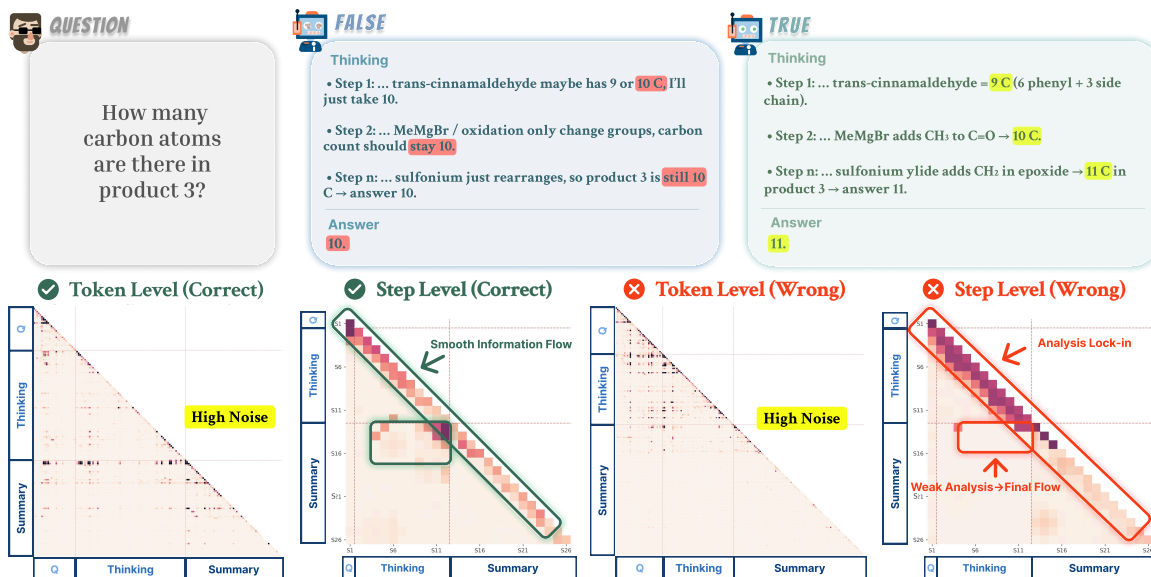 QUESTION
How many
carbon atoms
are there in
product 3?
FALSE
Thinking
• Step 1: ... trans-cinnamaldehyde maybe has 9 or 10 C, I'll
just take 10.
• Step 2: ... MeMgBr / oxidation only change groups, carbon
count should stay 10.
• Step n: ... sulfonium just rearranges, so product 3 is still 10
C → answer 10.
Answer
10.
TRUE
Thinking
• Step 1: ... trans-cinnamaldehyde = 9 C (6 phenyl + 3 side
chain).
• Step 2: ... MeMgBr adds CH₃ to C=O → 10 C.
• Step n: ... sulfonium ylide adds CH₂ in epoxide → 11 C in
product 3 → answer 11.
Answer
11.
Token Level (Correct)
Q
Thinking
Summary
High Noise
Q Thinking Summary
Step Level (Correct)
Q
Thinking
Summary
S1
S6
S11
S16
S21
S26
Smooth Information Flow
S1 S6 S11 S21 S26
Q Thinking Summary
Token Level (Wrong)
Q
Thinking
Summary
High Noise
Q Thinking Summary
Step Level (Wrong)
Q
Thinking
Summary
S1
S6
S11
S16
S21
S26
Analysis Lock-in
Weak Analysis→Final Flow
S1 S6 S11 S21 S26
Q Thinking Summary